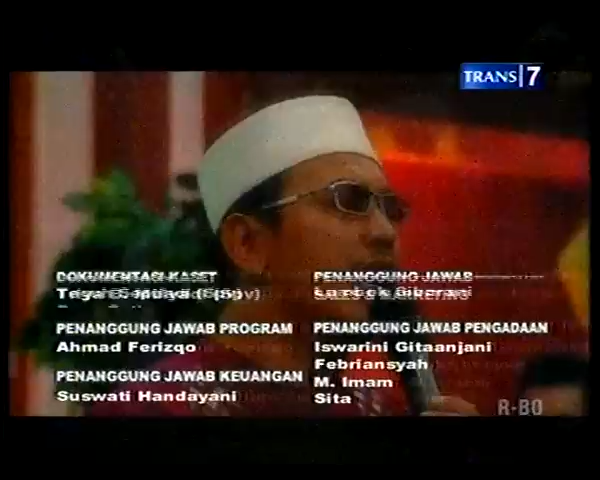 TRANS|7
DOKUMENTASI KASET
PENANGGUNG JAWAB PROGRAM
Ahmad Ferizqo
PENANGGUNG JAWAB KEUANGAN
Suswati Handayani
PENANGGUNG JAWAB
PENANGGUNG JAWAB PENGADAAN
Iswarini Gitaanjani
Febriansyah
M. Imam
Sita
R-BO